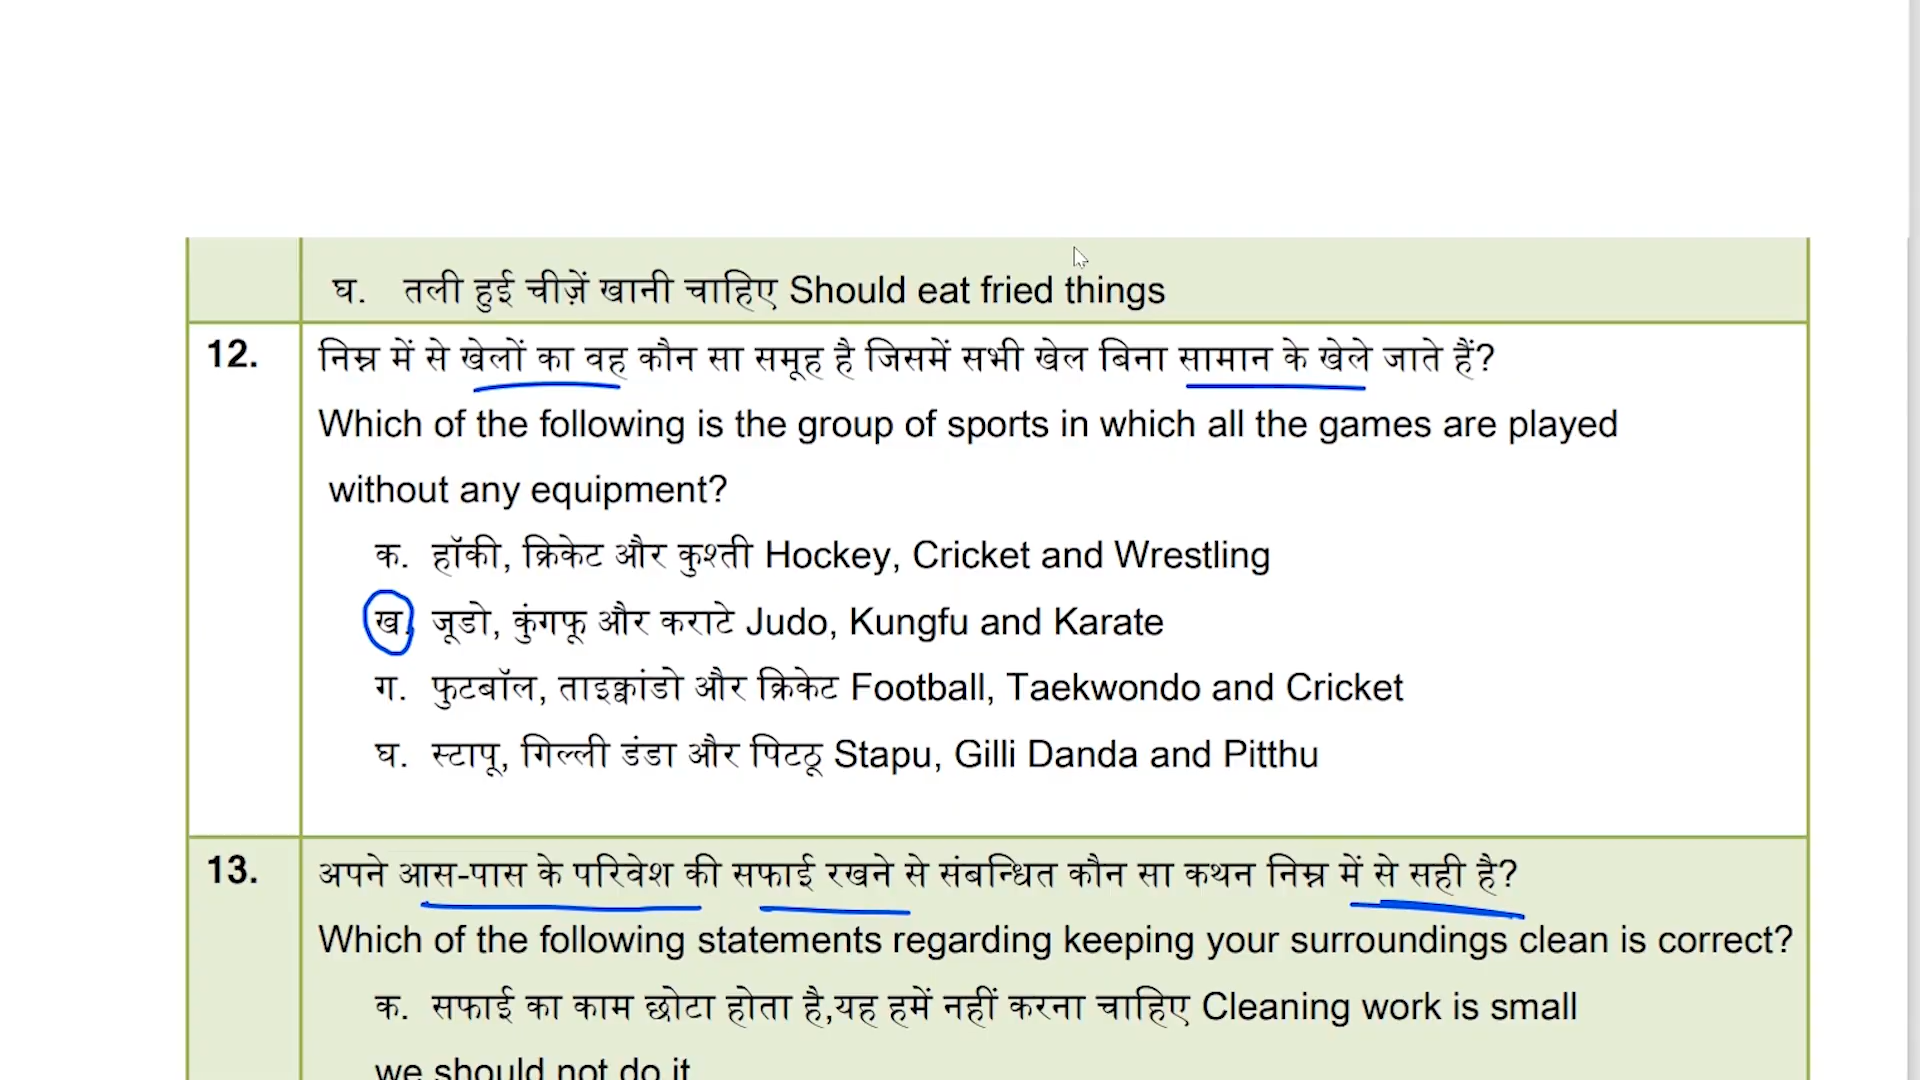 घ. तली हुई चीज़ें खानी चाहिए Should eat fried things
12. निम्न में से खेलों का वह कौन सा समूह है जिसमें सभी खेल बिना सामान के खेले जाते हैं?
Which of the following is the group of sports in which all the games are played
without any equipment?
क. हॉकी, क्रिकेट और कुश्ती Hockey, Cricket and Wrestling
ख. जूडो, कुंगफू और कराटे Judo, Kungfu and Karate
ग. फुटबॉल, ताइक्वांडो और क्रिकेट Football, Taekwondo and Cricket
घ. स्टापू, गिल्ली डंडा और पिटठू Stapu, Gilli Danda and Pitthu
13. अपने आस-पास के परिवेश की सफाई रखने से संबन्धित कौन सा कथन निम्न में से सही है?
Which of the following statements regarding keeping your surroundings clean is correct?
क. सफाई का काम छोटा होता है,यह हमें नहीं करना चाहिए Cleaning work is small
we should not do it